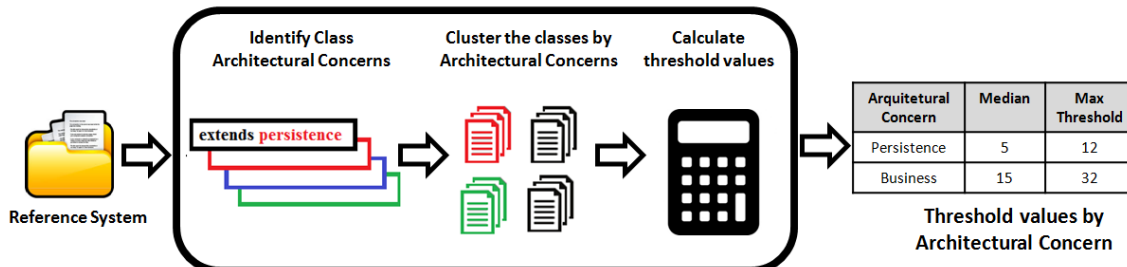 Identify Class
Architectural Concerns
Cluster the classes by
Architectural Concerns
Calculate
threshold values
extends persistence
Reference System
Arquitetural
Concern
Median
Max
Threshold
Persistence 5 12
Business 15 32
Threshold values by
Architectural Concern